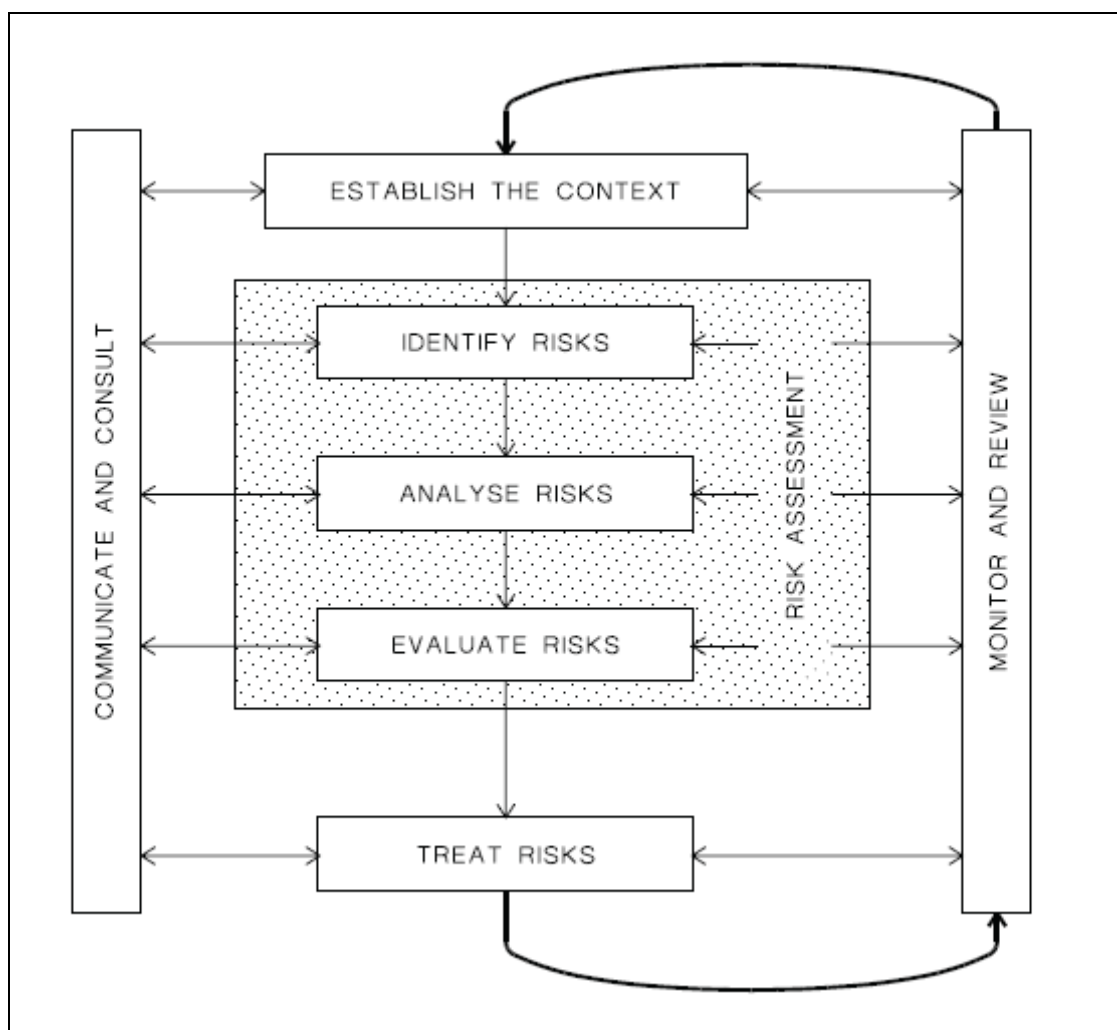 ESTABLISH THE CONTEXT
COMMUNICATE AND CONSULT
IDENTIFY RISKS
ANALYSE RISKS
EVALUATE RISKS
RISK ASSESSMENT
MONITOR AND REVIEW
TREAT RISKS